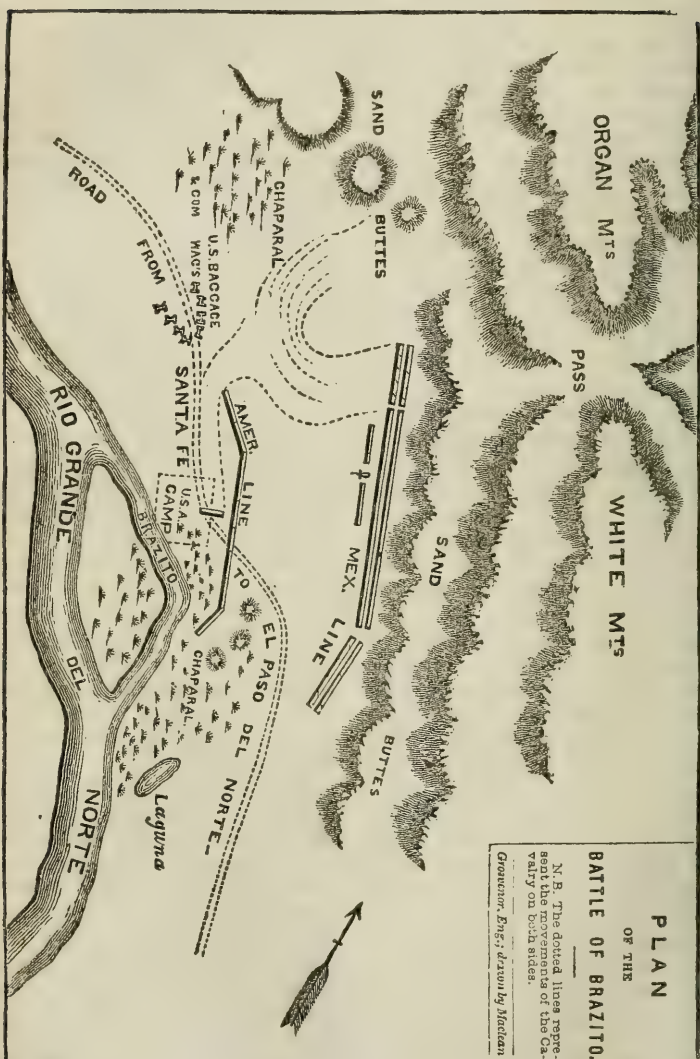 PLAN
OF THE
BATTLE OF BRAZITO.
N.B. The dotted lines repre-
sent the movements of the Ca-
valry on both sides.
Grosvenor, Eng.; drawn by Maclean
ORGAN MTS
PASS
WHITE MTS
SAND
BUTTES
SAND
BUTTES
MEX. LINE
CHAPARAL
U.S. BAGGAGE
& COM WAG'S
ROAD FROM SANTA FE TO EL PASO DEL NORTE
AMER. LINE
U.S.A.
CAMP
CHAPARAL
BRAZITO
Laguna
RIO GRANDE DEL NORTE